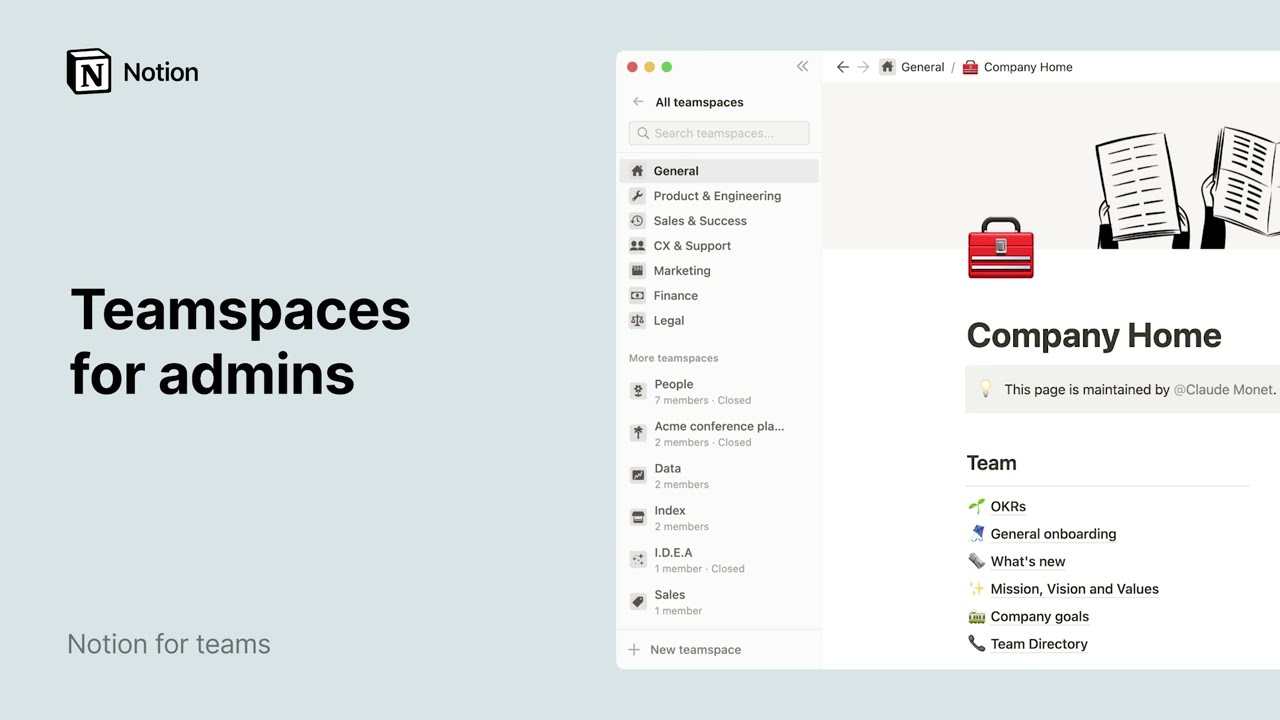 Notion
Teamspaces
for admins
Notion for teams
All teamspaces
Search teamspaces...
General
Product & Engineering
Sales & Success
CX & Support
Marketing
Finance
Legal
More teamspaces
People
7 members · Closed
Acme conference pla...
2 members · Closed
Data
2 members
Index
2 members
I.D.E.A
1 member · Closed
Sales
1 member
New teamspace
General / Company Home
Company Home
This page is maintained by @Claude Monet.
Team
OKRs
General onboarding
What's new
Mission, Vision and Values
Company goals
Team Directory